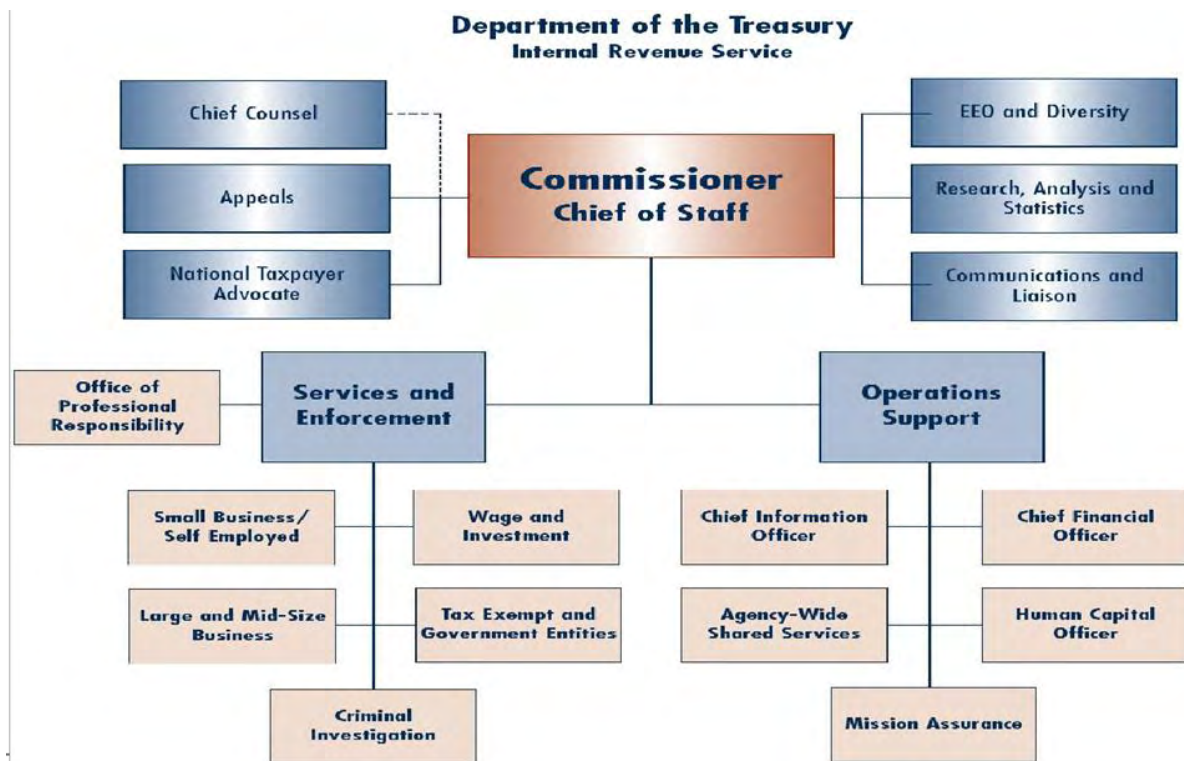 Department of the Treasury
Internal Revenue Service
Chief Counsel
Appeals
National Taxpayer
Advocate
Commissioner
Chief of Staff
EEO and Diversity
Research, Analysis and
Statistics
Communications and
Liaison
Office of
Professional
Responsibility
Services and
Enforcement
Operations
Support
Small Business/
Self Employed
Wage and
Investment
Large and Mid-Size
Business
Tax Exempt and
Government Entities
Criminal
Investigation
Chief Information
Officer
Chief Financial
Officer
Agency-Wide
Shared Services
Human Capital
Officer
Mission Assurance